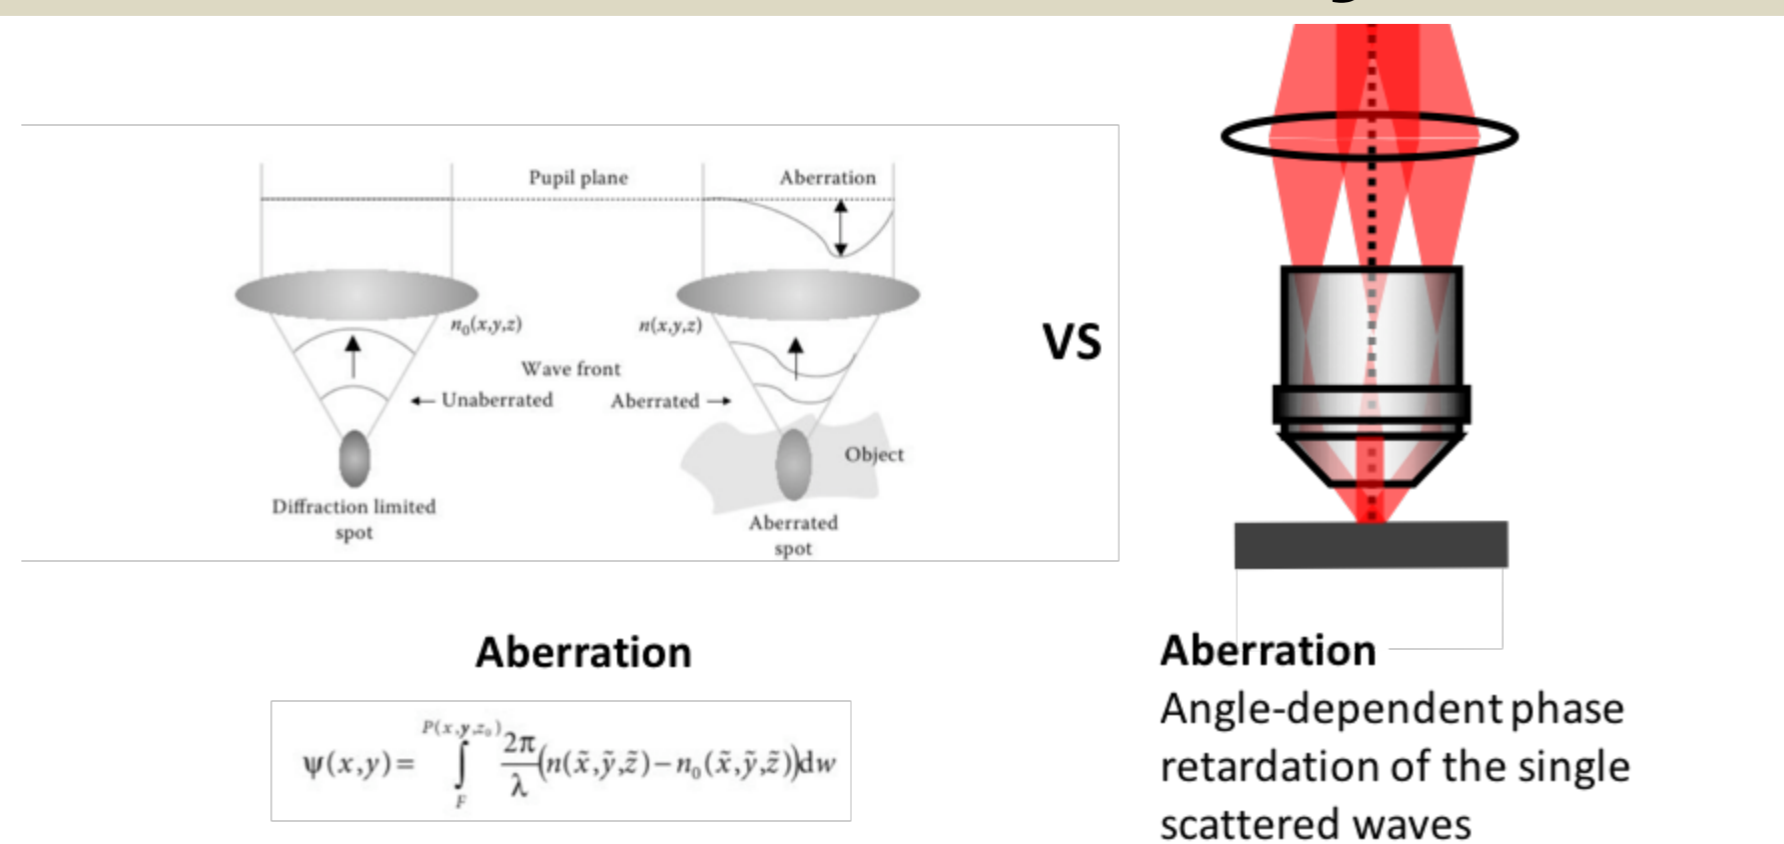 Pupil plane
Aberration
n₀(x,y,z)
n(x,y,z)
Wave front
← Unaberrated
Aberrated →
Object
Diffraction limited
spot
Aberrated
spot
VS
Aberration
P(x,y,z₀)
ψ(x,y)= ∫ 2π/λ (n(x̃,ỹ,z̃)−n₀(x̃,ỹ,z̃))dw
F
Aberration
Angle-dependent phase
retardation of the single
scattered waves